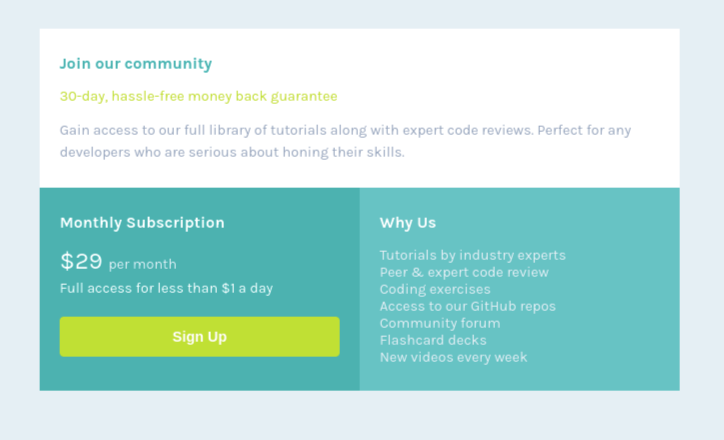 Join our community
30-day, hassle-free money back guarantee
Gain access to our full library of tutorials along with expert code reviews. Perfect for any
developers who are serious about honing their skills.
Monthly Subscription
$29 per month
Full access for less than $1 a day
Sign Up
Why Us
Tutorials by industry experts
Peer & expert code review
Coding exercises
Access to our GitHub repos
Community forum
Flashcard decks
New videos every week